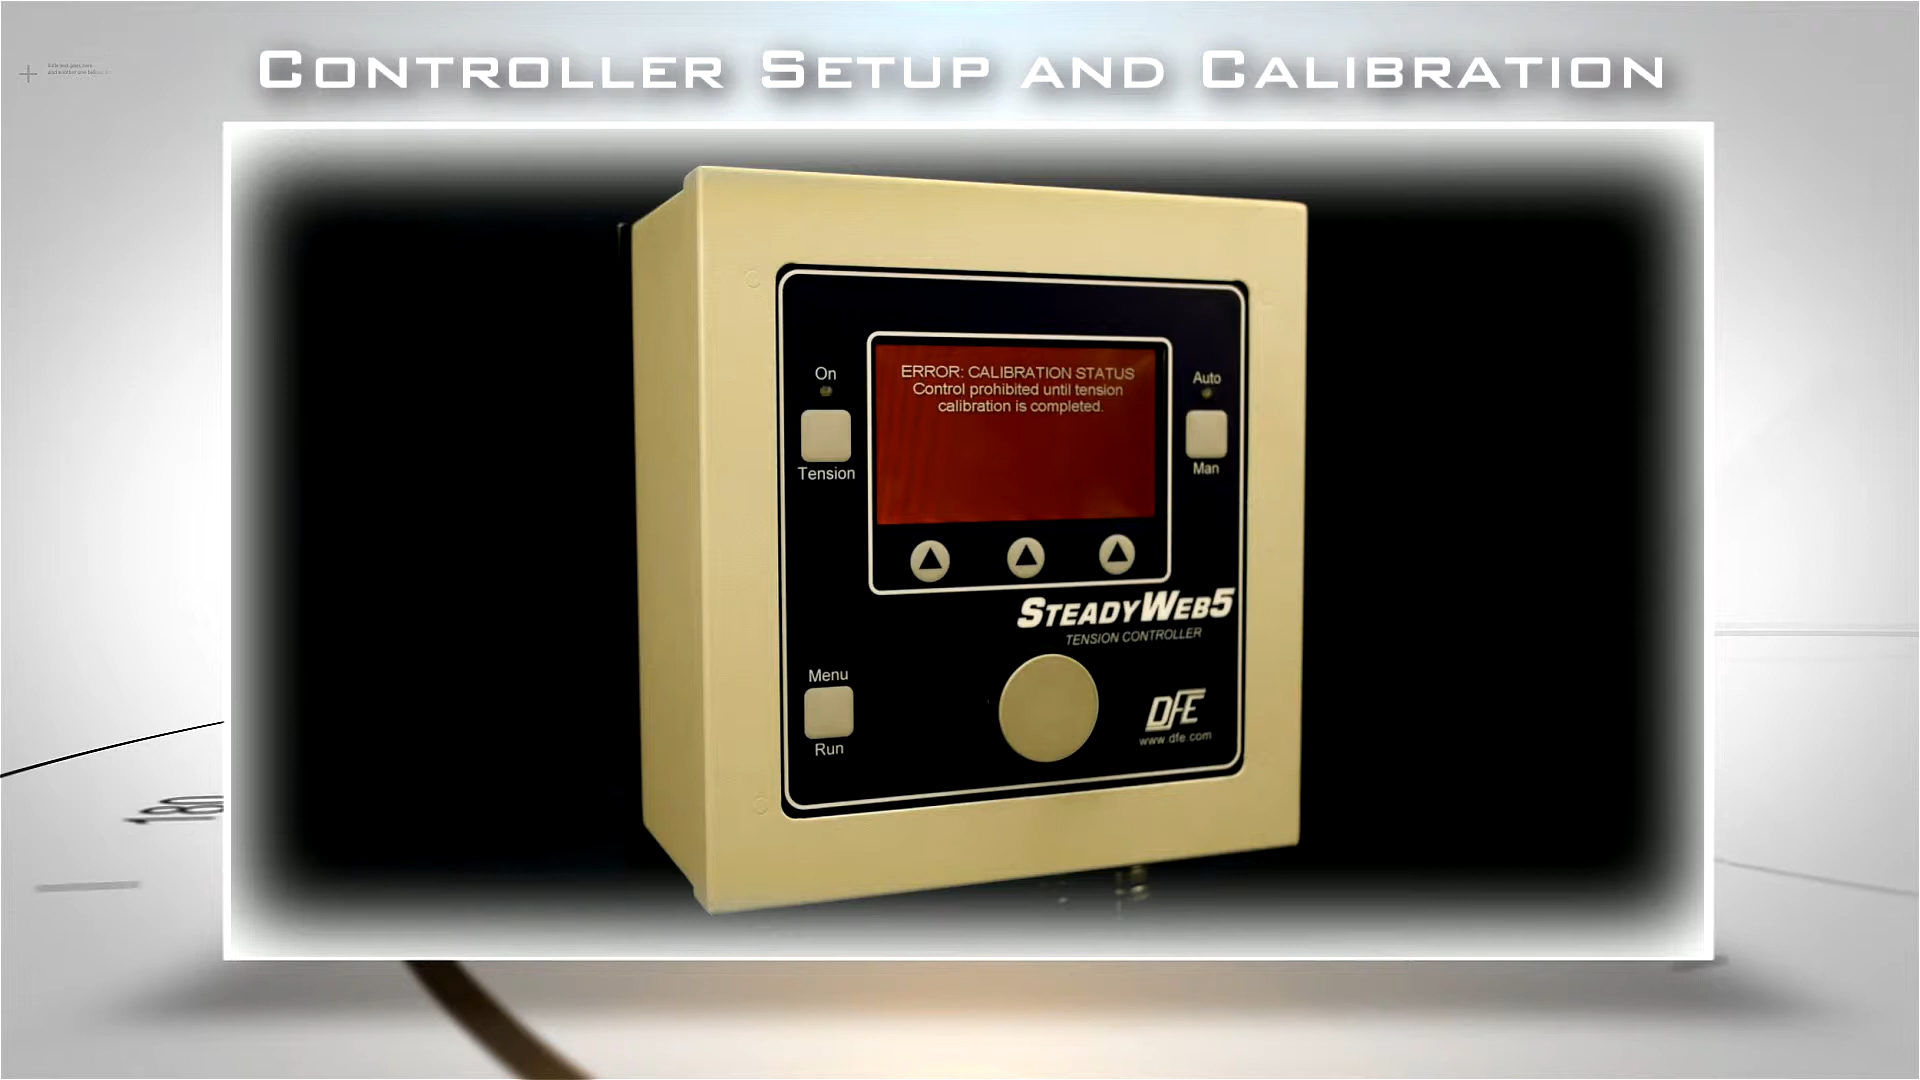 CONTROLLER SETUP AND CALIBRATION
On
Tension
ERROR: CALIBRATION STATUS
Control prohibited until tension
calibration is completed.
Auto
Man
STEADYWEB5
TENSION CONTROLLER
Menu
Run
DFE
www.dfe.com